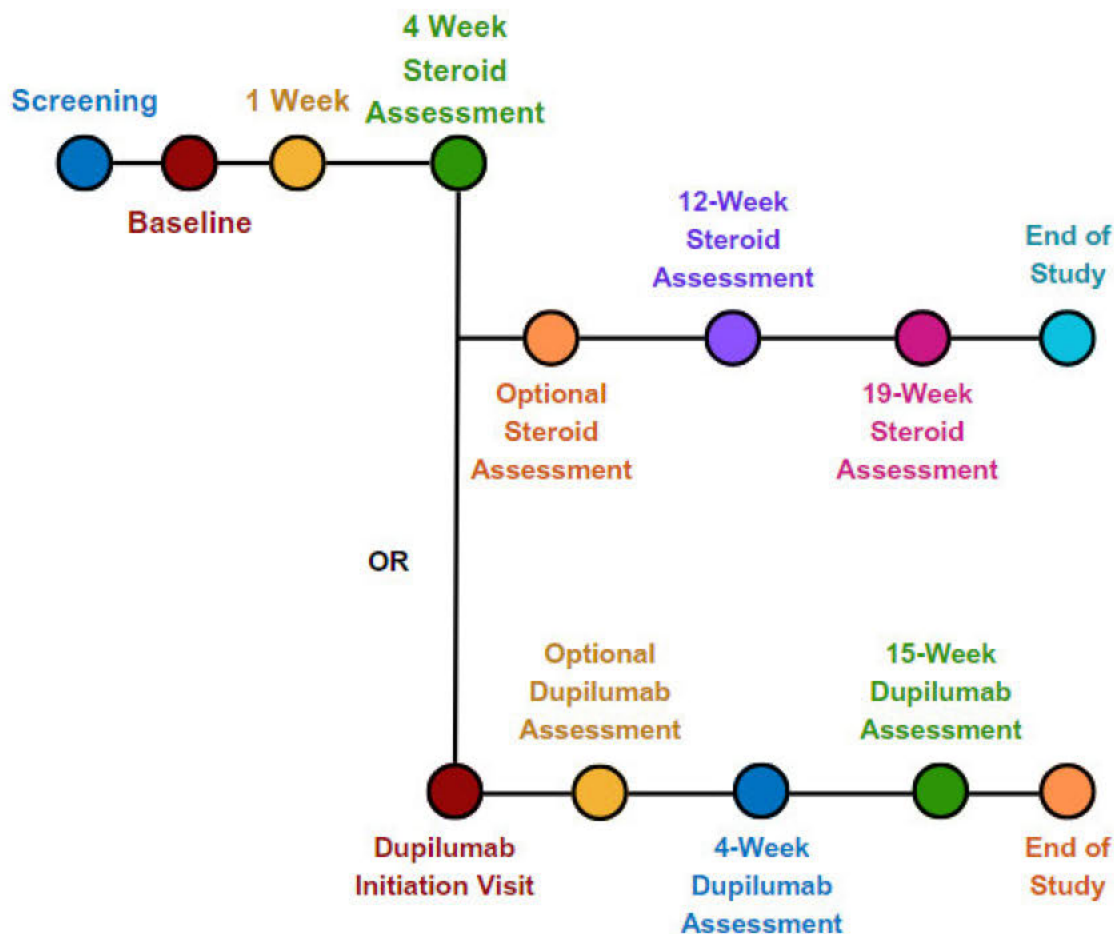 Screening
Baseline
1 Week
4 Week
Steroid
Assessment
Optional
Steroid
Assessment
12-Week
Steroid
Assessment
19-Week
Steroid
Assessment
End of
Study
OR
Dupilumab
Initiation Visit
Optional
Dupilumab
Assessment
4-Week
Dupilumab
Assessment
15-Week
Dupilumab
Assessment
End of
Study